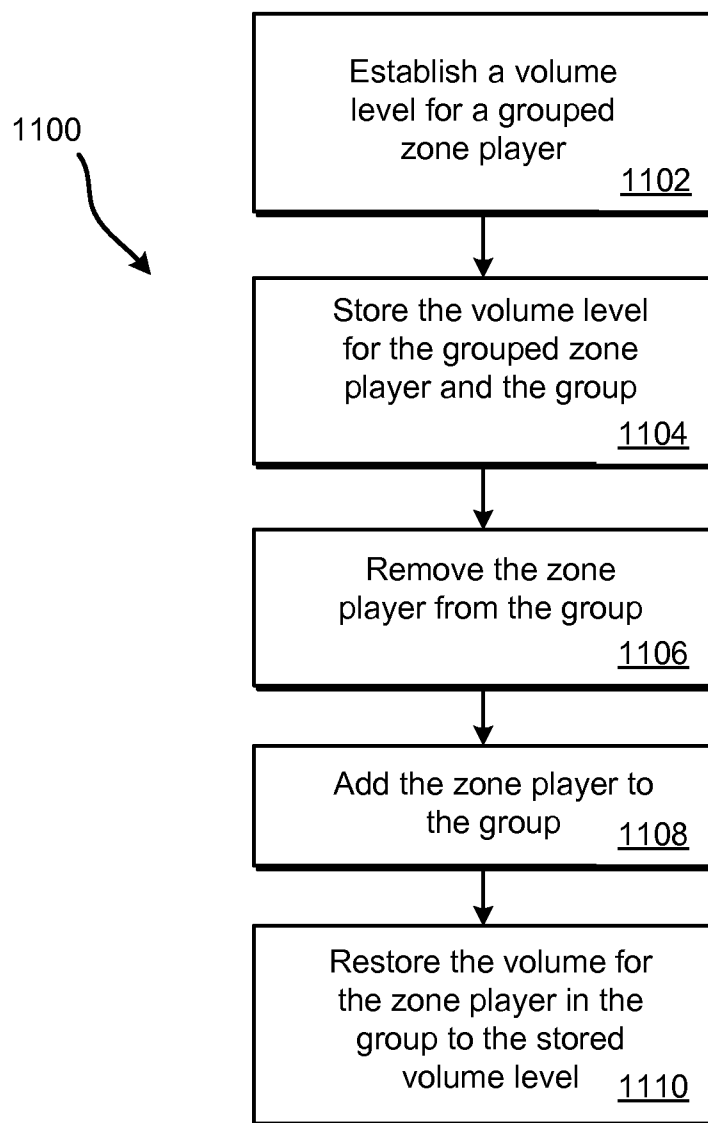 1100
Establish a volume
level for a grouped
zone player
1102
Store the volume level
for the grouped zone
player and the group
1104
Remove the zone
player from the group
1106
Add the zone player to
the group
1108
Restore the volume for
the zone player in the
group to the stored
volume level
1110